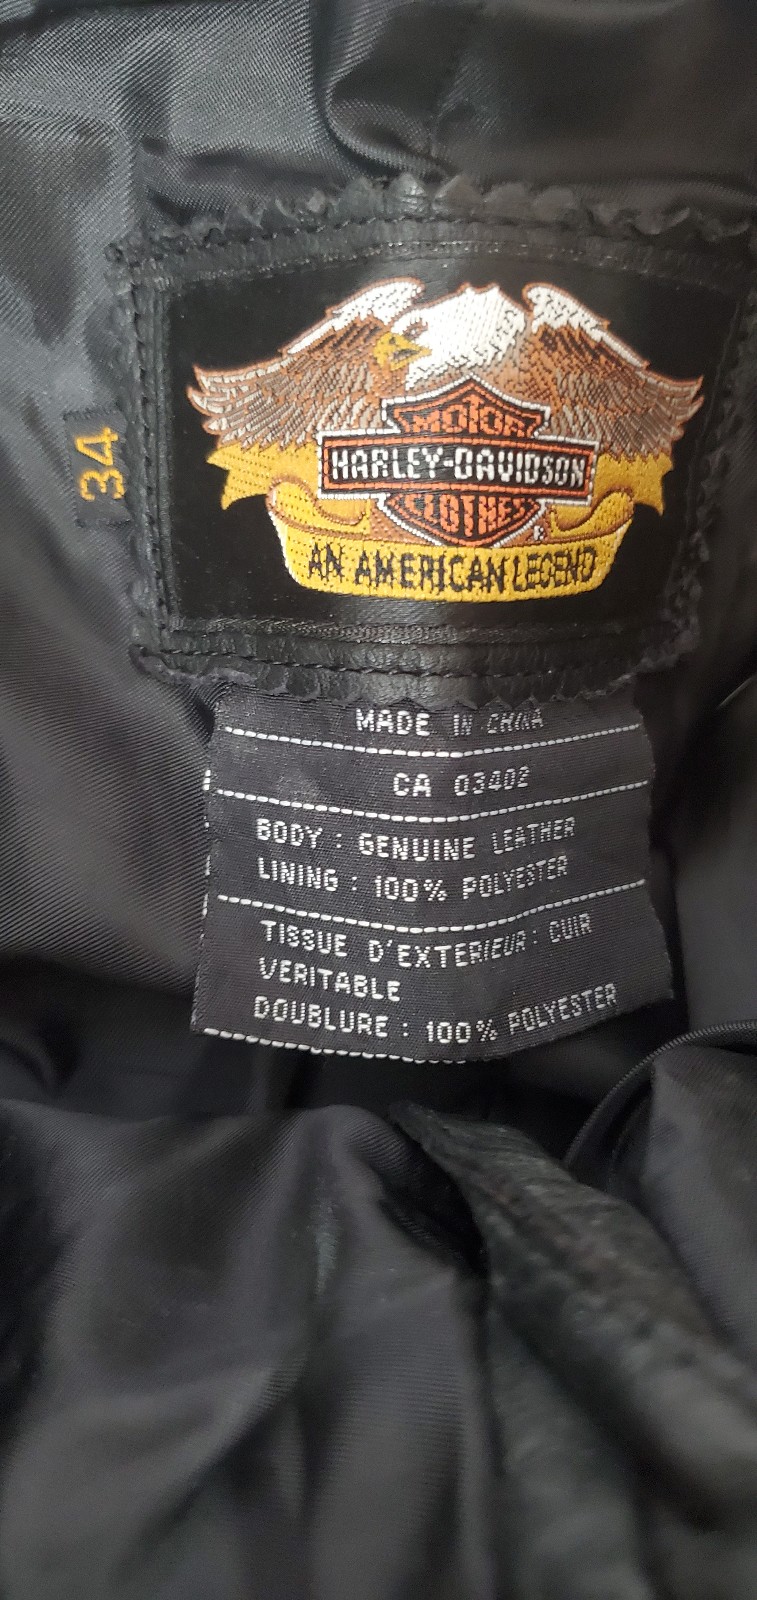 MOTOR
HARLEY-DAVIDSON
CLOTHES
®
AN AMERICAN LEGEND
34
MADE IN CHINA
CA 03402
BODY : GENUINE LEATHER
LINING : 100% POLYESTER
TISSUE D'EXTERIEUR : CUIR
VERITABLE
DOUBLURE : 100% POLYESTER